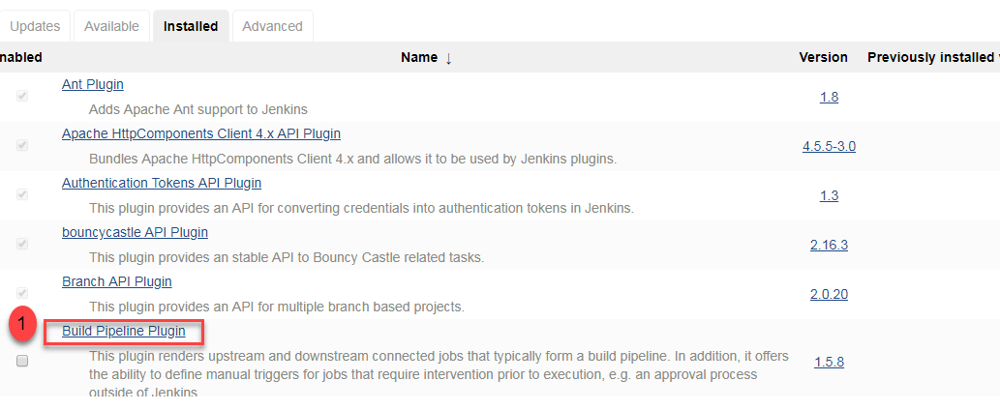 Updates Available Installed Advanced
nabled Name ↓ Version Previously installed
Ant Plugin
Adds Apache Ant support to Jenkins
1.8
Apache HttpComponents Client 4.x API Plugin
Bundles Apache HttpComponents Client 4.x and allows it to be used by Jenkins plugins.
4.5.5-3.0
Authentication Tokens API Plugin
This plugin provides an API for converting credentials into authentication tokens in Jenkins.
1.3
bouncycastle API Plugin
This plugin provides an stable API to Bouncy Castle related tasks.
2.16.3
Branch API Plugin
This plugin provides an API for multiple branch based projects.
2.0.20
1
Build Pipeline Plugin
This plugin renders upstream and downstream connected jobs that typically form a build pipeline. In addition, it offers
the ability to define manual triggers for jobs that require intervention prior to execution, e.g. an approval process
outside of Jenkins.
1.5.8